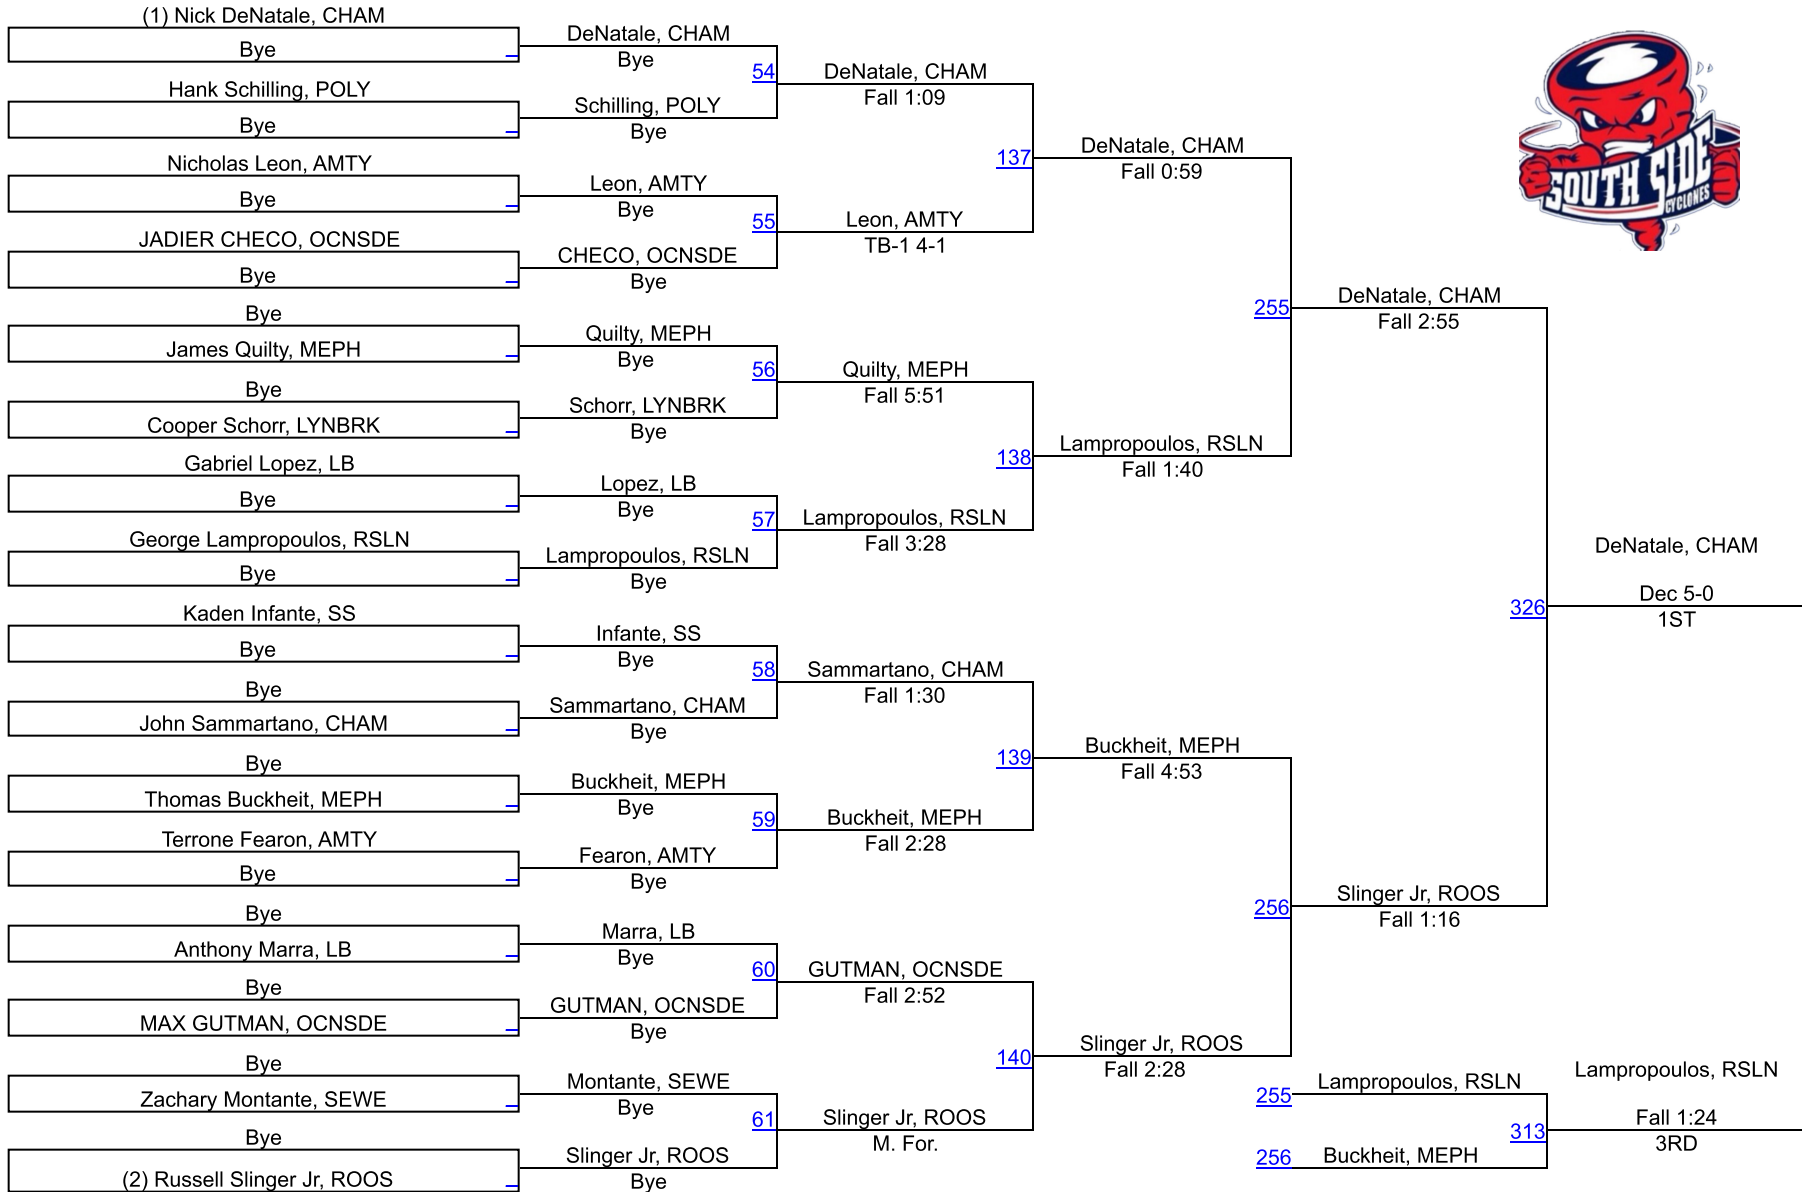 (1) Nick DeNatale, CHAM
Bye
Hank Schilling, POLY
Bye
Nicholas Leon, AMTY
Bye
JADIER CHECO, OCNSDE
Bye
Bye
James Quilty, MEPH
Bye
Cooper Schorr, LYNBRK
Gabriel Lopez, LB
Bye
George Lampropoulos, RSLN
Bye
Kaden Infante, SS
Bye
Bye
John Sammartano, CHAM
Bye
Thomas Buckheit, MEPH
Terrone Fearon, AMTY
Bye
Bye
Anthony Marra, LB
Bye
MAX GUTMAN, OCNSDE
Bye
Zachary Montante, SEWE
Bye
(2) Russell Slinger Jr, ROOS
DeNatale, CHAM
Bye
54
Schilling, POLY
Bye
Leon, AMTY
Bye
55
CHECO, OCNSDE
Bye
Quilty, MEPH
Bye
56
Schorr, LYNBRK
Bye
Lopez, LB
Bye
57
Lampropoulos, RSLN
Bye
Infante, SS
Bye
58
Sammartano, CHAM
Bye
Buckheit, MEPH
Bye
59
Fearon, AMTY
Bye
Marra, LB
Bye
60
GUTMAN, OCNSDE
Bye
Montante, SEWE
Bye
61
Slinger Jr, ROOS
Bye
DeNatale, CHAM
Fall 1:09
137
Leon, AMTY
TB-1 4-1
Quilty, MEPH
Fall 5:51
138
Lampropoulos, RSLN
Fall 3:28
Sammartano, CHAM
Fall 1:30
139
Buckheit, MEPH
Fall 2:28
GUTMAN, OCNSDE
Fall 2:52
140
Slinger Jr, ROOS
M. For.
DeNatale, CHAM
Fall 0:59
255
Lampropoulos, RSLN
Fall 1:40
Buckheit, MEPH
Fall 4:53
256
Slinger Jr, ROOS
Fall 2:28
DeNatale, CHAM
Fall 2:55
326
Slinger Jr, ROOS
Fall 1:16
DeNatale, CHAM
Dec 5-0
1ST
255
Lampropoulos, RSLN
313
256
Buckheit, MEPH
Lampropoulos, RSLN
Fall 1:24
3RD
SOUTH SIDE
CYCLONES